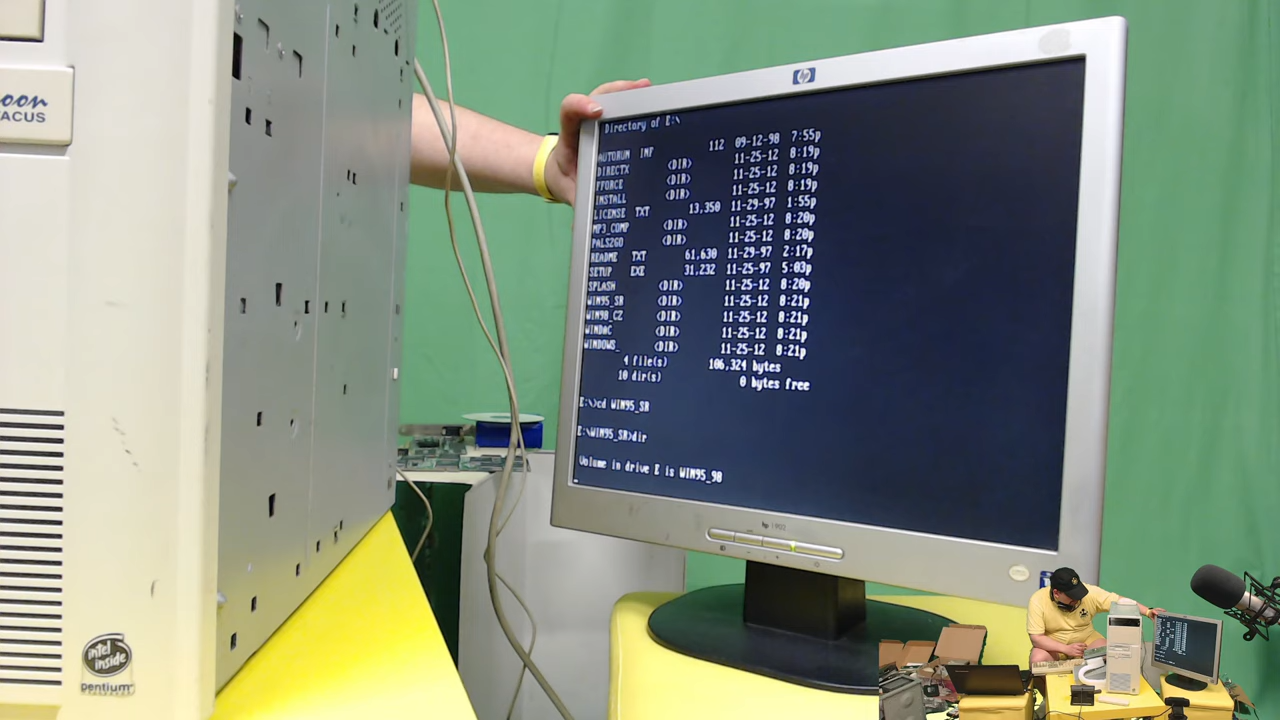 oon
ACUS
intel
inside
pentium
hp
Directory of E:\
AUTORUN INF 112 09-12-98 7:55p
DIRECTX <DIR> 11-25-12 8:19p
FFORCE <DIR> 11-25-12 8:19p
INSTALL <DIR> 11-25-12 8:19p
LICENSE TXT 13,350 11-29-97 1:55p
MP3_COMP <DIR> 11-25-12 8:20p
PALS2GO <DIR> 11-25-12 8:20p
README TXT 61,630 11-29-97 2:17p
SETUP EXE 31,232 11-25-97 5:03p
SPLASH <DIR> 11-25-12 8:20p
WIN95_SR <DIR> 11-25-12 8:21p
WIN98_CZ <DIR> 11-25-12 8:21p
WINDAC <DIR> 11-25-12 8:21p
WINDOWS_ <DIR> 11-25-12 8:21p
4 file(s) 106,324 bytes
10 dir(s) 0 bytes free
E:\>cd WIN95_SR
E:\WIN95_SR>dir
Volume in drive E is WIN95_98
hp 1902